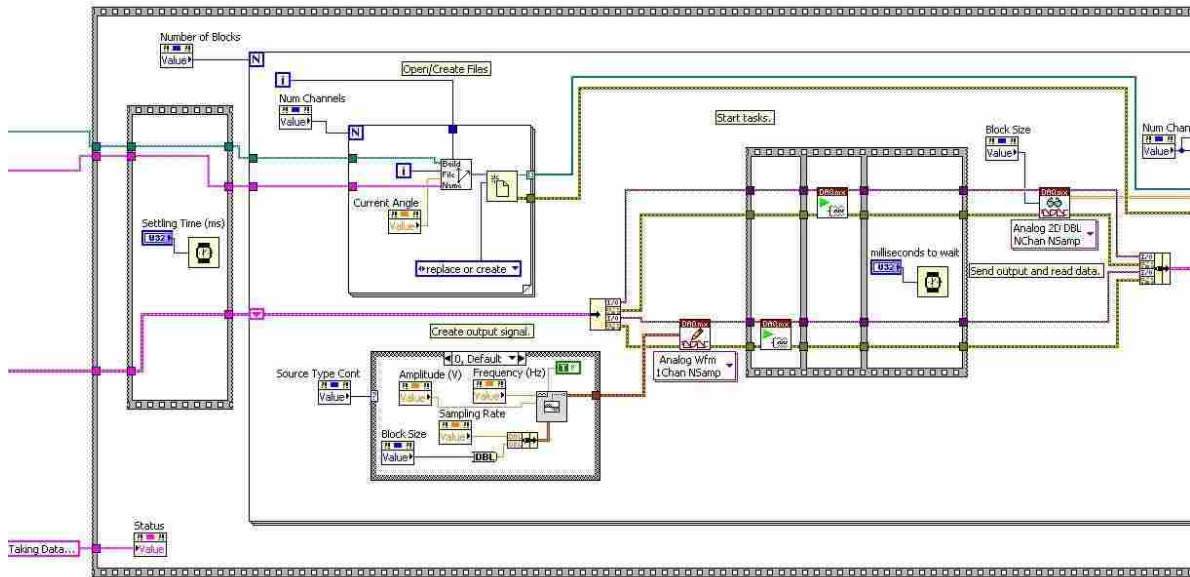 Number of Blocks
Value
N
i
Open/Create Files
Num Channels
Value
N
Start tasks.
Block Size
Value
Num Chan
Value
Build
File
Name
i
Current Angle
Value
DAQmx
DAQmx
Settling Time (ms)
U32
Analog 2D DBL
NChan NSamp
milliseconds to wait
U32
Send output and read data.
replace or create
I/O
I/O
I/O
I/O
Create output signal.
DAQmx
DAQmx
0, Default
Analog Wfm
1Chan NSamp
Source Type Cont
Value
Amplitude (V)
Value
Frequency (Hz)
Value
T F
Sampling Rate
Value
Block Size
Value
DBL
DBL
DBL
Status
Value
Taking Data...